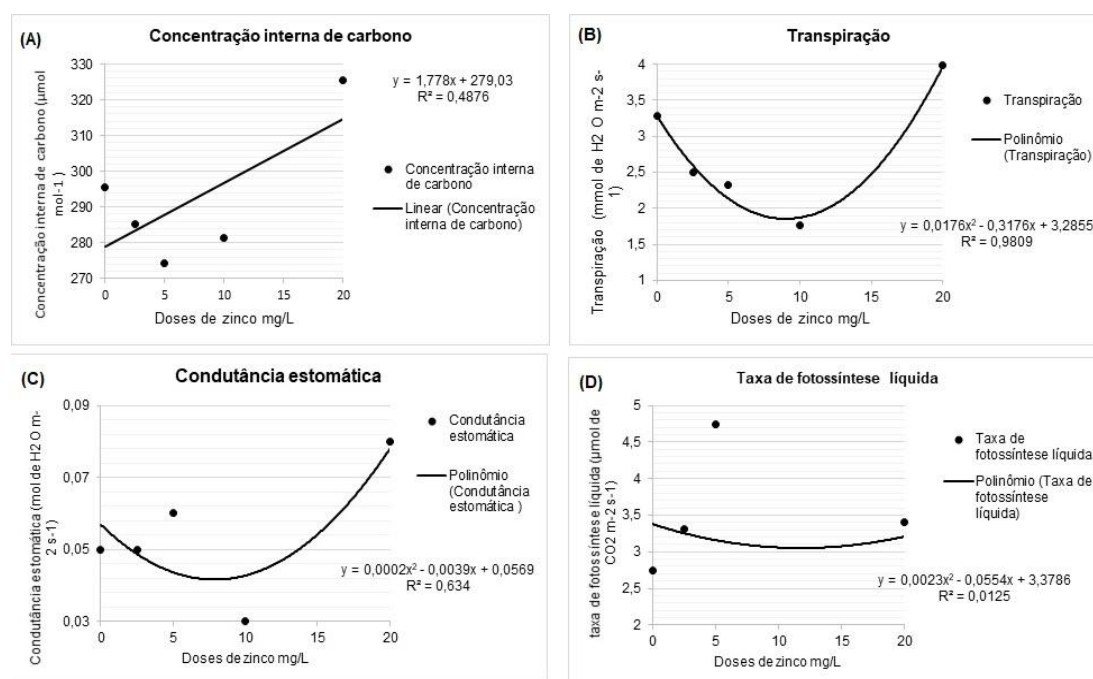 (A)
Concentração interna de carbono
Concentração interna de carbono (µmol
mol-1 )
330
320
310
300
290
280
270
0 5 10 15 20
Doses de zinco mg/L
y = 1,778x + 279,03
R² = 0,4876
Concentração interna
de carbono
Linear (Concentração
interna de carbono)
(B)
Transpiração
Transpiração (mmol de H2 O m-2 s-
1)
4
3,5
3
2,5
2
1,5
1
0 5 10 15 20
Doses de zinco mg/L
Transpiração
Polinômio
(Transpiração)
y = 0,0176x² - 0,3176x + 3,2855
R² = 0,9809
(C)
Condutância estomática
Condutância estomática (mol de H2 O m-
2 s-1)
0,09
0,07
0,05
0,03
0 5 10 15 20
Doses de zinco mg/L
Condutância
estomática
Polinômio
(Condutância
estomática )
y = 0,0002x² - 0,0039x + 0,0569
R² = 0,634
(D)
Taxa de fotossíntese líquida
taxa de fotossíntese líquida (µmol de
CO2 m-2 s-1)
5
4,5
4
3,5
3
2,5
2
0 5 10 15 20
Doses de zinco mg/L
Taxa de
fotossíntese líquida
Polinômio (Taxa de
fotossíntese
líquida)
y = 0,0023x² - 0,0554x + 3,3786
R² = 0,0125